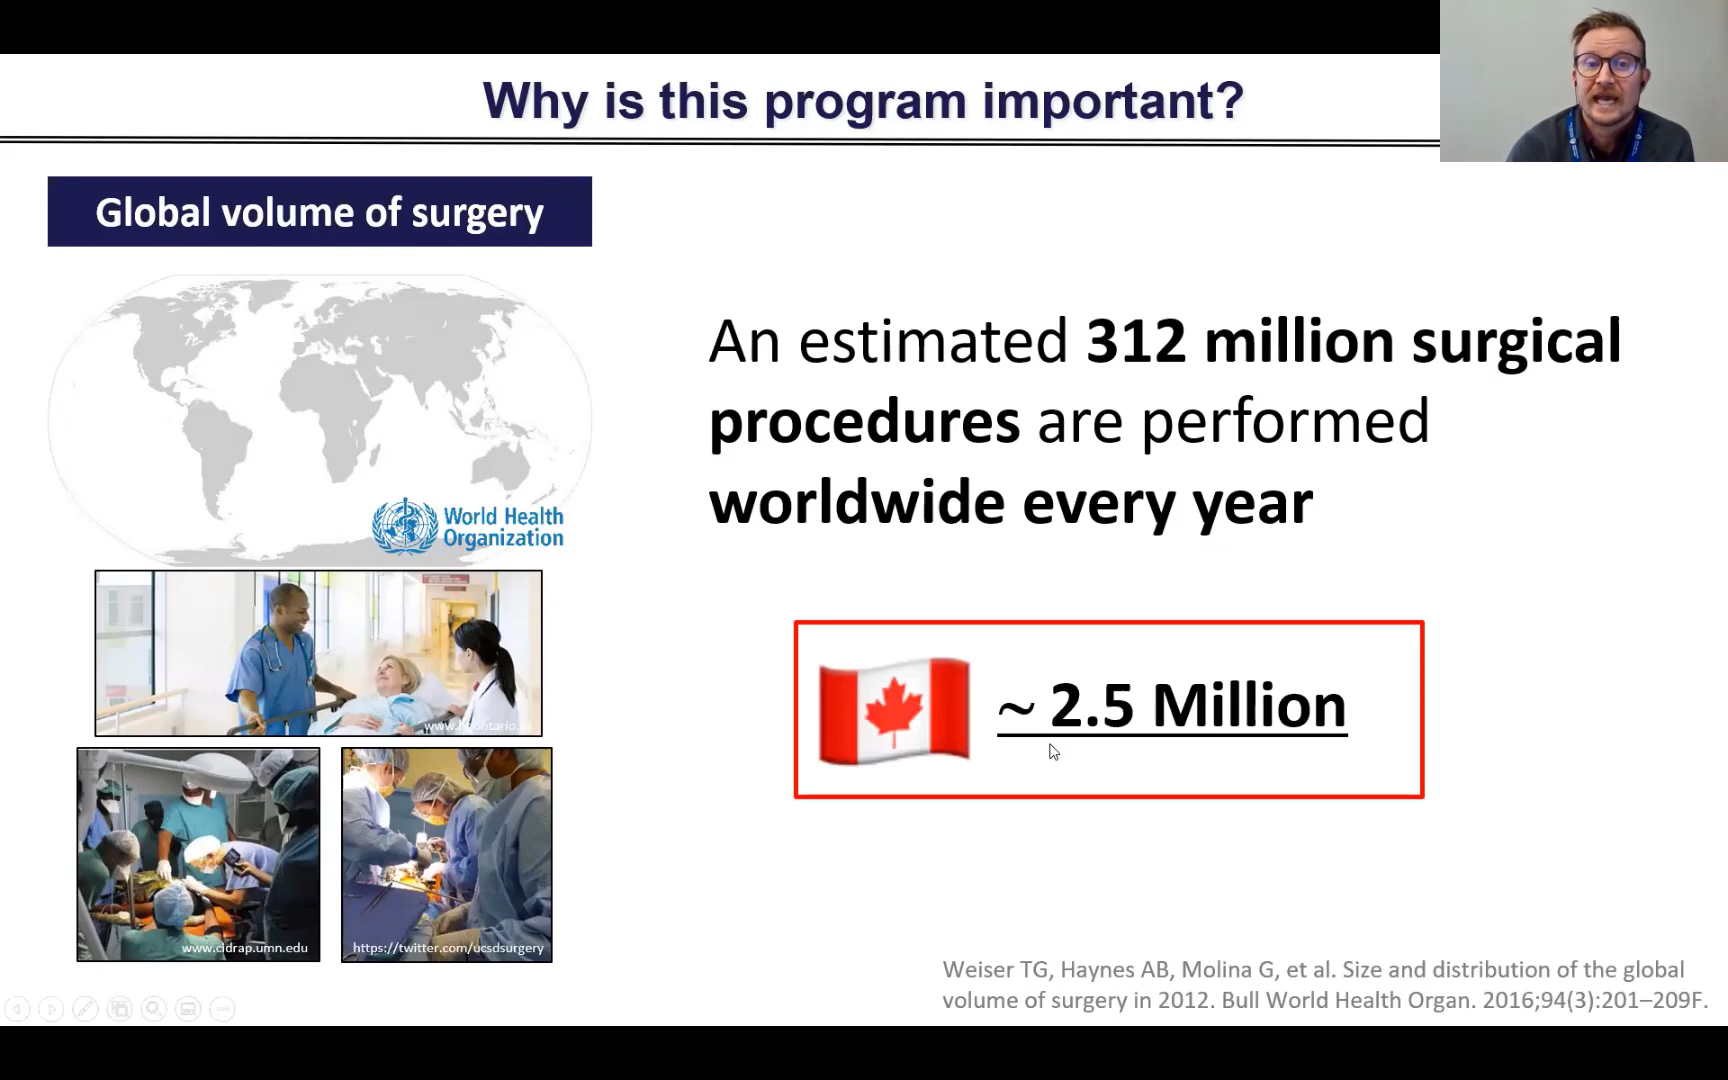 Why is this program important?
Global volume of surgery
World Health
Organization
www.cidrap.umn.edu
https://twitter.com/ucsdsurgery
An estimated 312 million surgical
procedures are performed
worldwide every year
~ 2.5 Million
Weiser TG, Haynes AB, Molina G, et al. Size and distribution of the global
volume of surgery in 2012. Bull World Health Organ. 2016;94(3):201–209F.